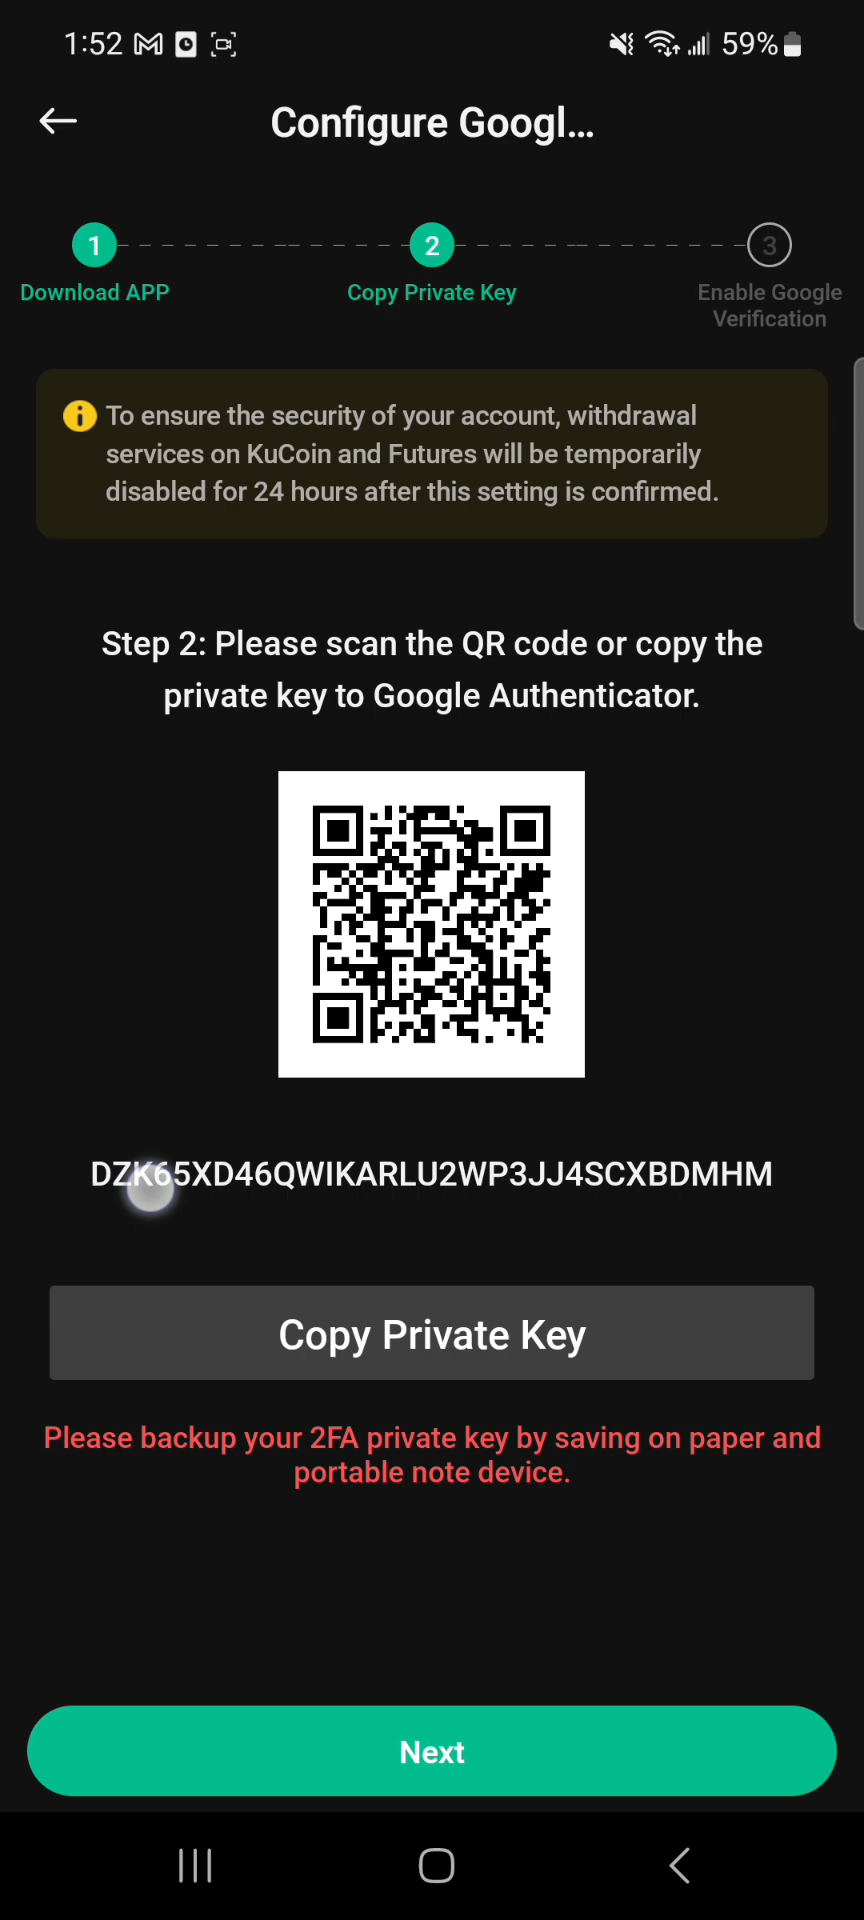 1:52
59%
Configure Googl...
1
2
3
Download APP
Copy Private Key
Enable Google
Verification
To ensure the security of your account, withdrawal
services on KuCoin and Futures will be temporarily
disabled for 24 hours after this setting is confirmed.
Step 2: Please scan the QR code or copy the
private key to Google Authenticator.
DZK65XD46QWIKARLU2WP3JJ4SCXBDMHM
Copy Private Key
Please backup your 2FA private key by saving on paper and
portable note device.
Next